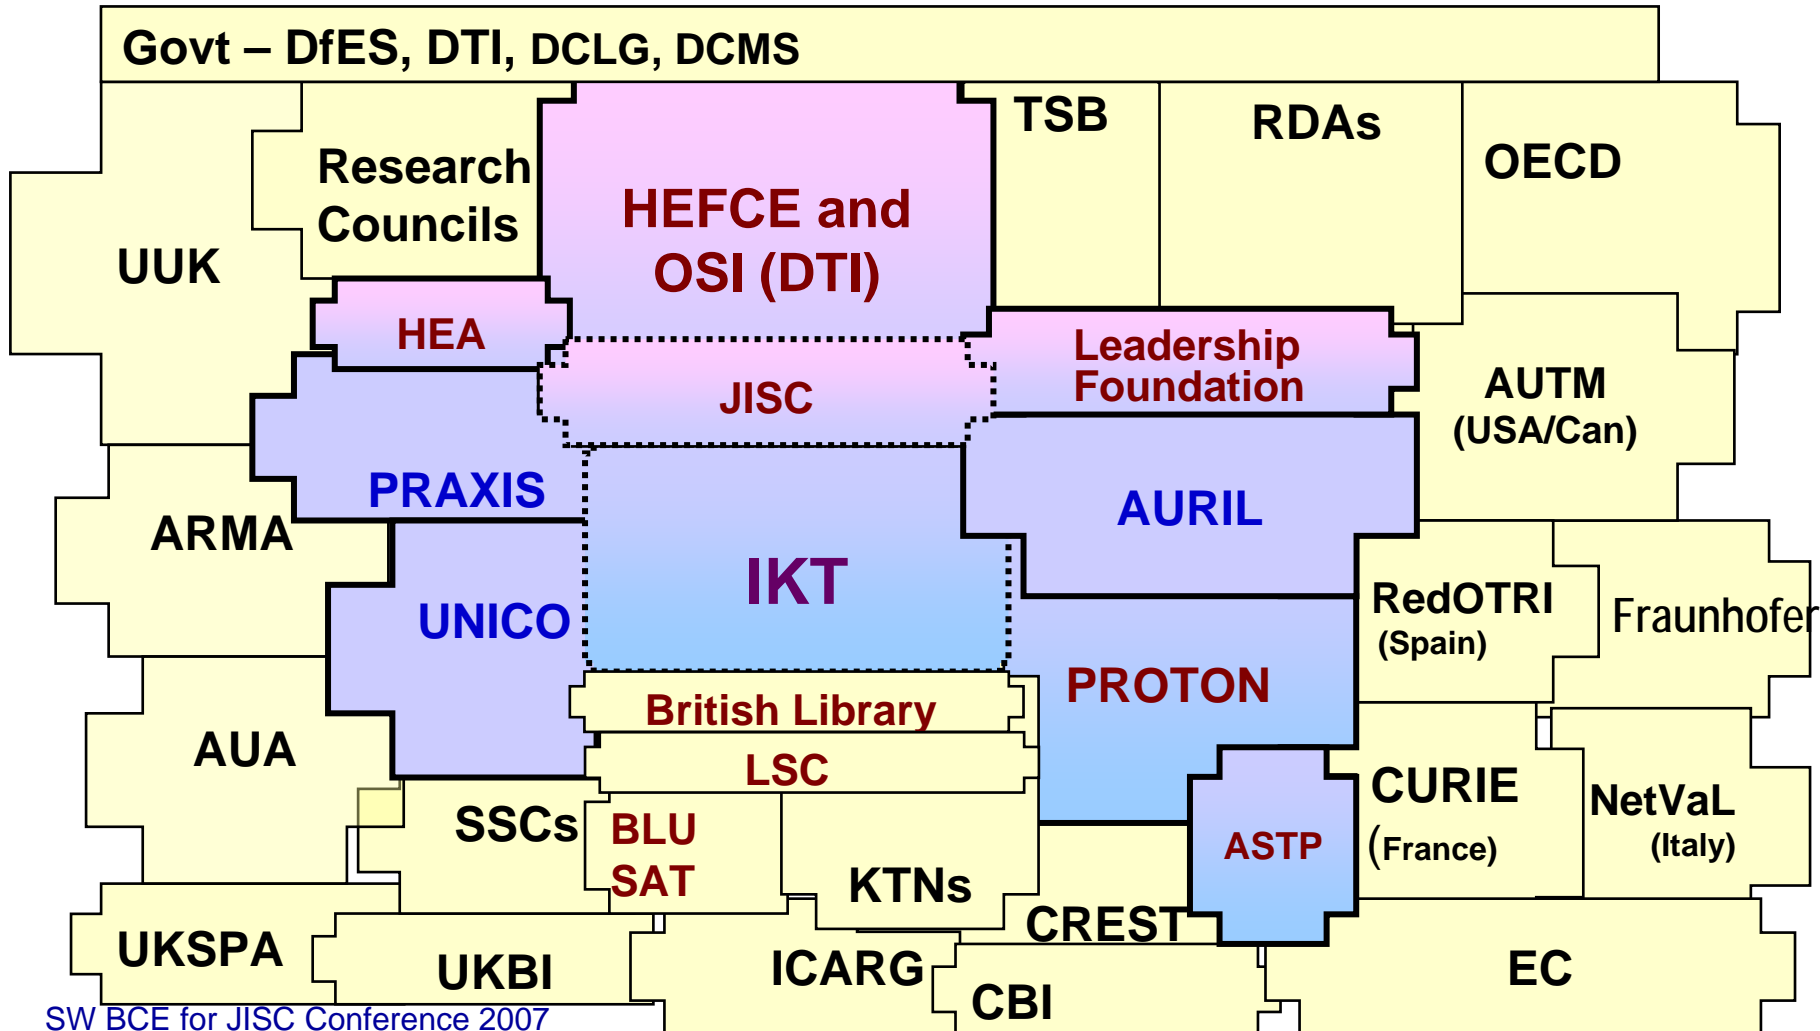 Govt – DfES, DTI, DCLG, DCMS
TSB
RDAs
OECD
Research
Councils
HEFCE and
OSI (DTI)
UUK
HEA
Leadership
Foundation
JISC
AUTM
(USA/Can)
PRAXIS
AURIL
ARMA
IKT
RedOTRI
(Spain)
Fraunhofer
UNICO
PROTON
British Library
AUA
LSC
CURIE
(France)
NetVaL
(Italy)
SSCs
BLU
SAT
ASTP
KTNs
CREST
UKSPA
UKBI
ICARG
CBI
EC
SW BCE for JISC Conference 2007